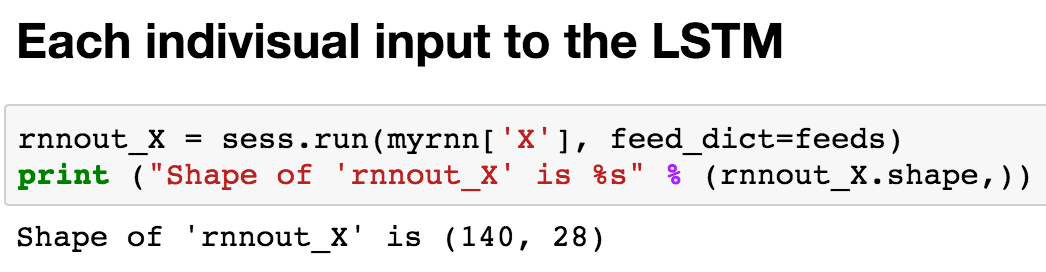 Each indivisual input to the LSTM
rnnout_X = sess.run(myrnn['X'], feed_dict=feeds)
print ("Shape of 'rnnout_X' is %s" % (rnnout_X.shape,))
Shape of 'rnnout_X' is (140, 28)